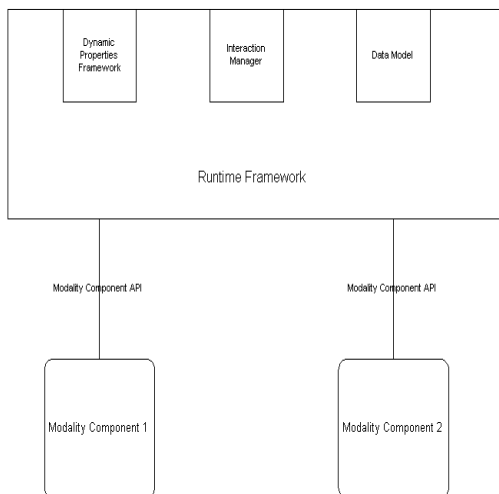 Dynamic
Properties
Framework
Interaction
Manager
Data Model
Runtime Framework
Modality Component API
Modality Component API
Modality Component 1
Modality Component 2